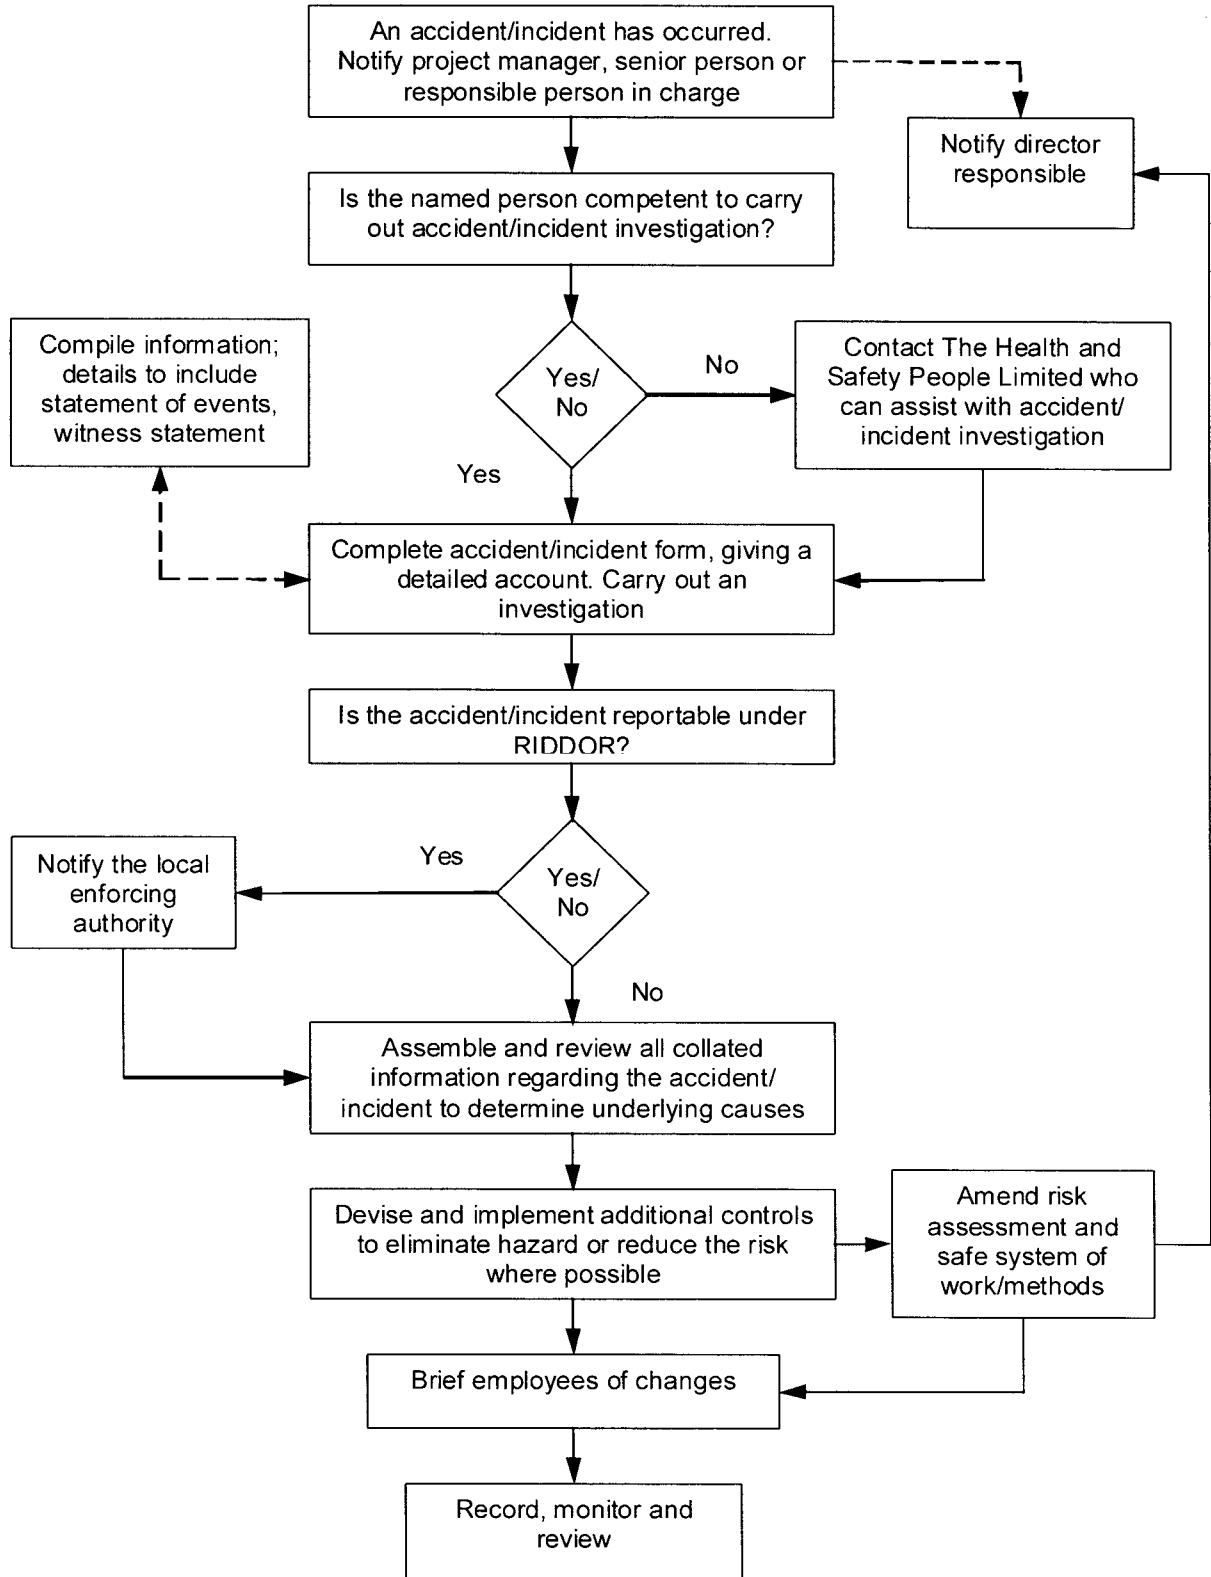 An accident/incident has occurred.
Notify project manager, senior person or
responsible person in charge
Notify director
responsible
Is the named person competent to carry
out accident/incident investigation?
Compile information;
details to include
statement of events,
witness statement
Yes/
No
No
Contact The Health and
Safety People Limited who
can assist with accident/
incident investigation
Yes
Complete accident/incident form, giving a
detailed account. Carry out an
investigation
Is the accident/incident reportable under
RIDDOR?
Notify the local
enforcing
authority
Yes
Yes/
No
No
Assemble and review all collated
information regarding the accident/
incident to determine underlying causes
Devise and implement additional controls
to eliminate hazard or reduce the risk
where possible
Amend risk
assessment and
safe system of
work/methods
Brief employees of changes
Record, monitor and
review